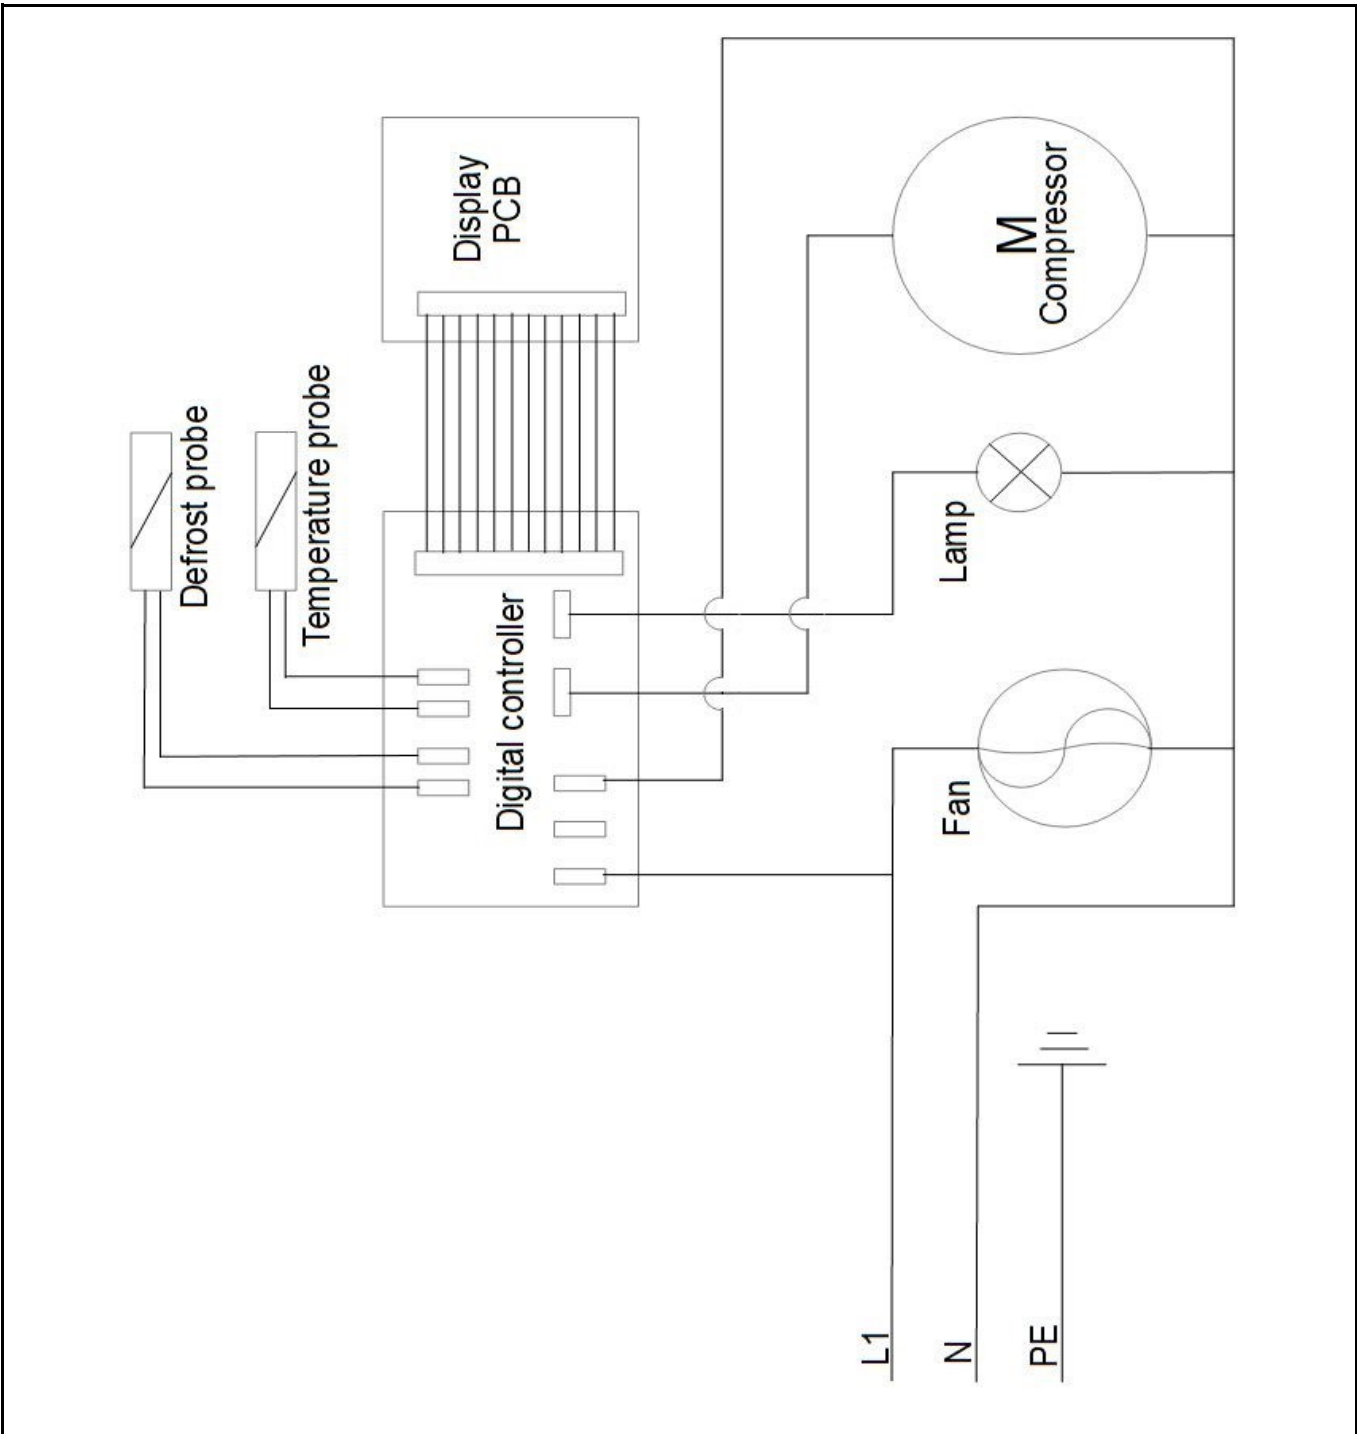 Display
PCB
M
Compressor
Defrost probe
Temperature probe
Digital controller
Lamp
Fan
L1
N
PE